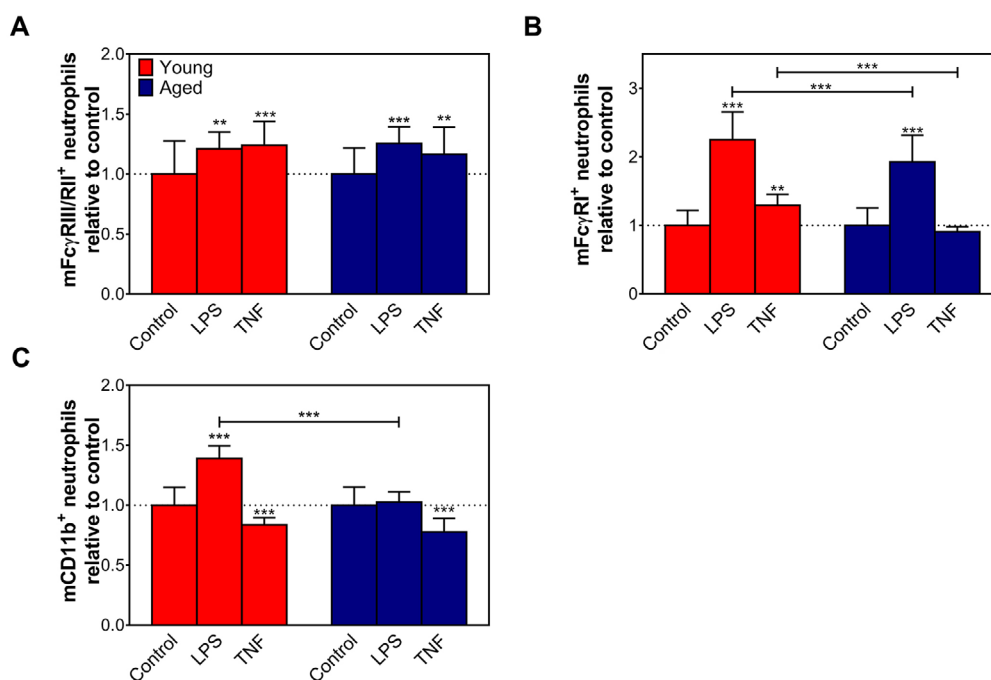 A
mFcγRIII/RII+ neutrophils
relative to control
2.0
1.5
1.0
0.5
0.0
Young
Aged
**
***
***
**
Control
LPS
TNF
Control
LPS
TNF
B
mFcγRI+ neutrophils
relative to control
3
2
1
0
***
***
***
**
***
Control
LPS
TNF
Control
LPS
TNF
C
mCD11b+ neutrophils
relative to control
2.0
1.5
1.0
0.5
0.0
***
***
***
***
Control
LPS
TNF
Control
LPS
TNF